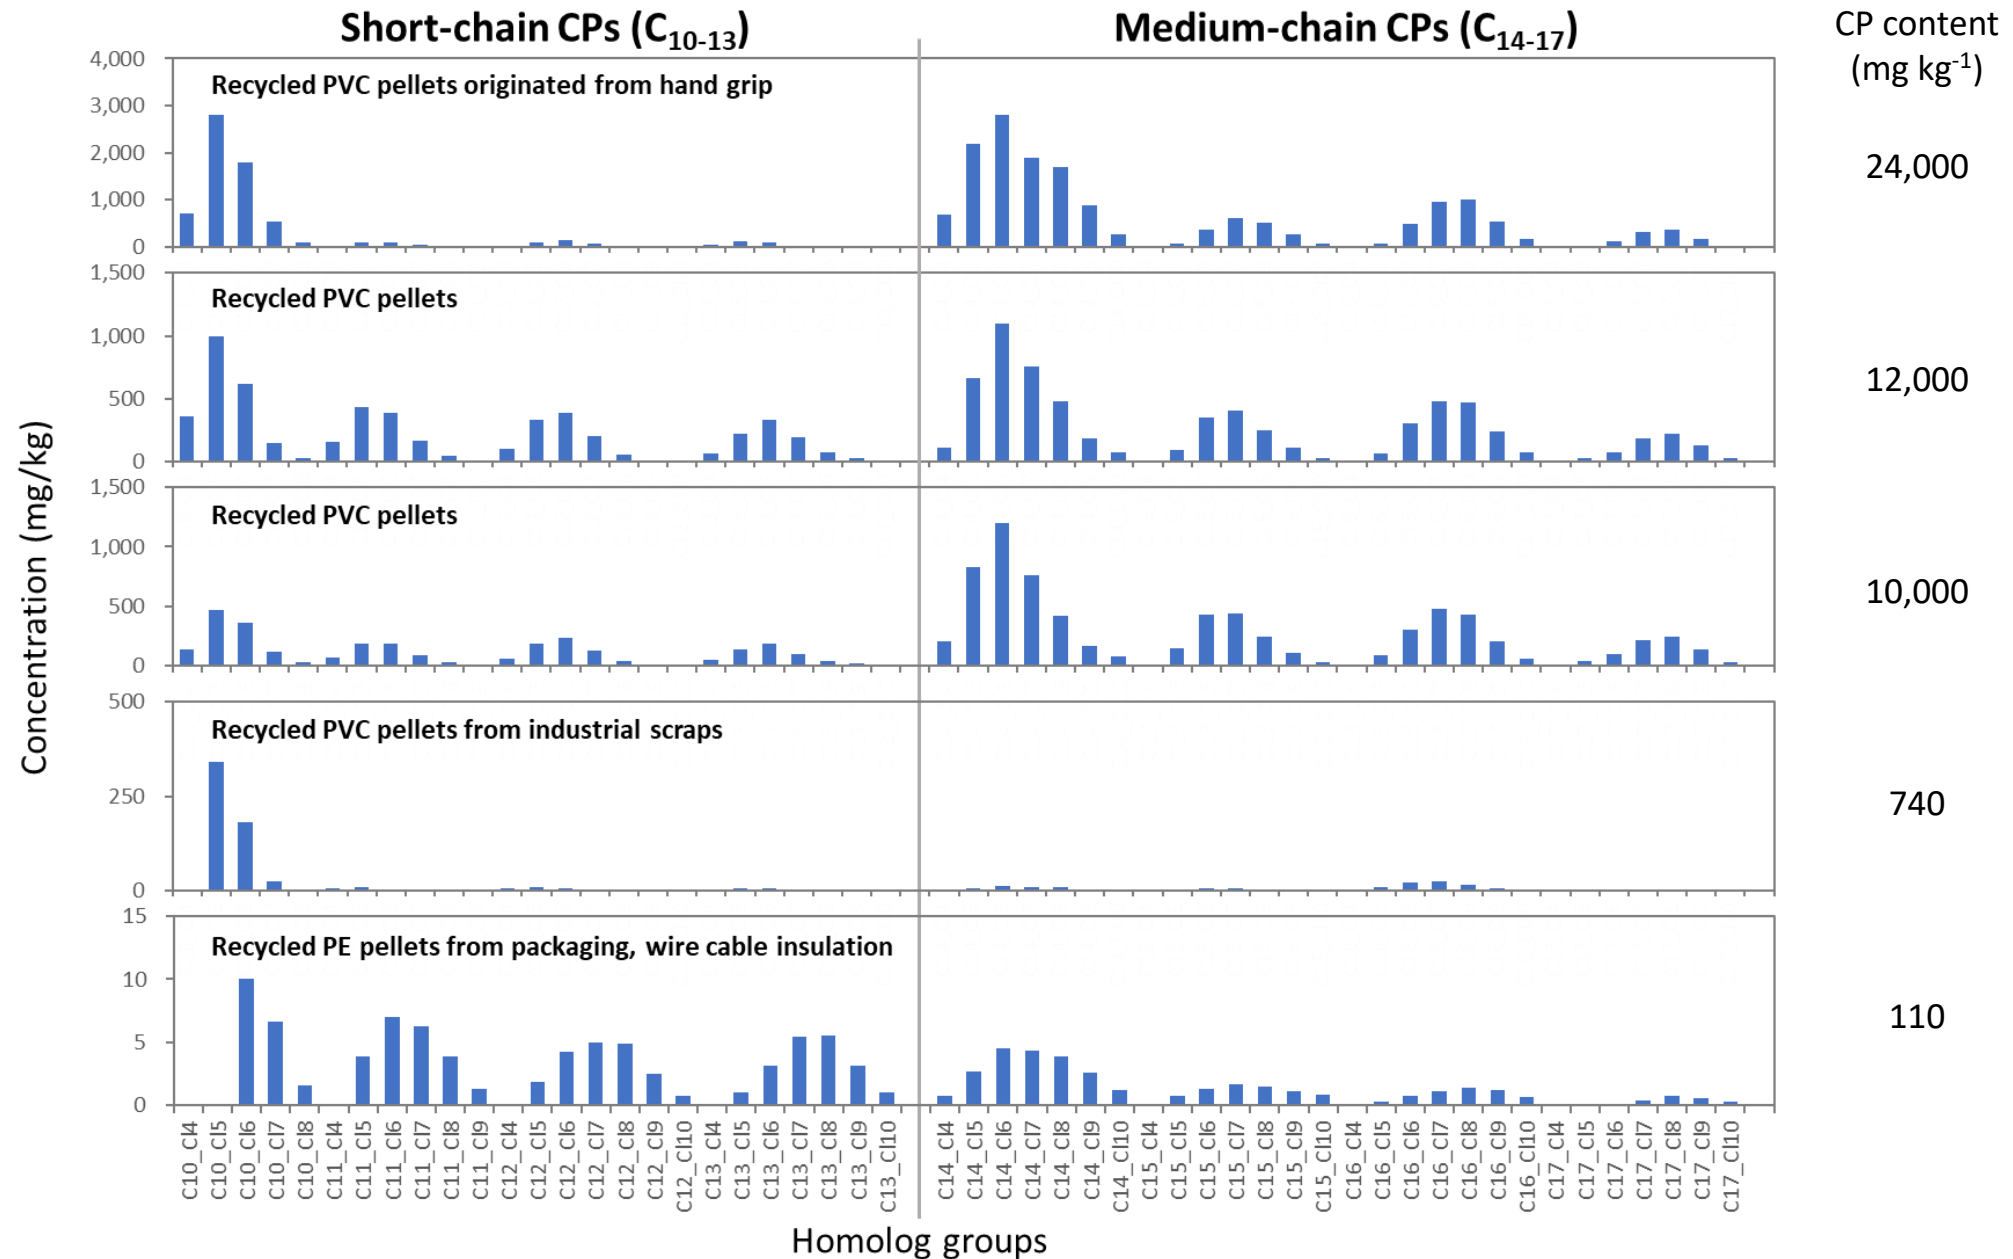 Short-chain CPs (C10-13)
Medium-chain CPs (C14-17)
CP content
(mg kg-1)
Concentration (mg/kg)
4,000
3,000
2,000
1,000
0
Recycled PVC pellets originated from hand grip
24,000
1,500
1,000
500
0
Recycled PVC pellets
12,000
1,500
1,000
500
0
Recycled PVC pellets
10,000
500
250
0
Recycled PVC pellets from industrial scraps
740
15
10
5
0
Recycled PE pellets from packaging, wire cable insulation
110
C10_Cl4
C10_Cl5
C10_Cl6
C10_Cl7
C10_Cl8
C11_Cl4
C11_Cl5
C11_Cl6
C11_Cl7
C11_Cl8
C11_Cl9
C12_Cl4
C12_Cl5
C12_Cl6
C12_Cl7
C12_Cl8
C12_Cl9
C12_Cl10
C13_Cl4
C13_Cl5
C13_Cl6
C13_Cl7
C13_Cl8
C13_Cl9
C13_Cl10
C14_Cl4
C14_Cl5
C14_Cl6
C14_Cl7
C14_Cl8
C14_Cl9
C14_Cl10
C15_Cl4
C15_Cl5
C15_Cl6
C15_Cl7
C15_Cl8
C15_Cl9
C15_Cl10
C16_Cl4
C16_Cl5
C16_Cl6
C16_Cl7
C16_Cl8
C16_Cl9
C16_Cl10
C17_Cl4
C17_Cl5
C17_Cl6
C17_Cl7
C17_Cl8
C17_Cl9
C17_Cl10
Homolog groups